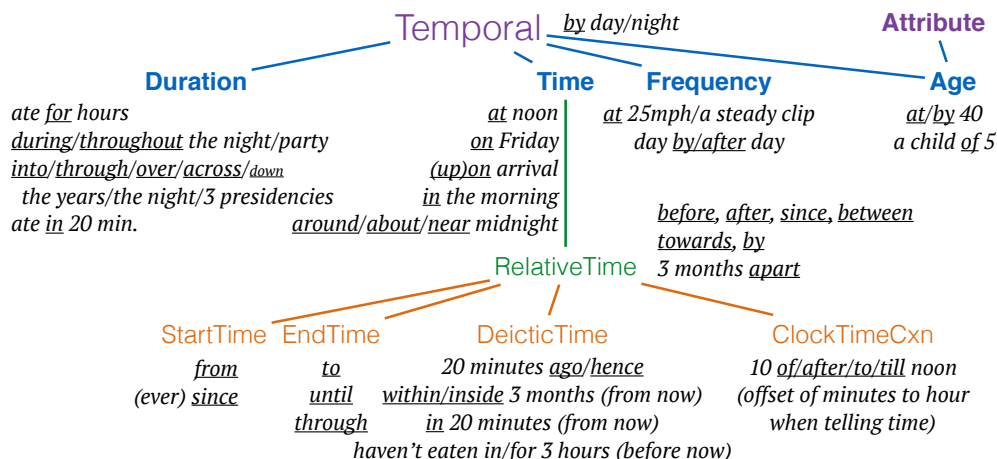 Temporal
by day/night
Attribute
Duration
ate for hours
during/throughout the night/party
into/through/over/across/down
the years/the night/3 presidencies
ate in 20 min.
Time
at noon
on Friday
(up)on arrival
in the morning
around/about/near midnight
Frequency
at 25mph/a steady clip
day by/after day
Age
at/by 40
a child of 5
RelativeTime
before, after, since, between
towards, by
3 months apart
StartTime
from
(ever) since
EndTime
to
until
through
DeicticTime
20 minutes ago/hence
within/inside 3 months (from now)
in 20 minutes (from now)
haven't eaten in/for 3 hours (before now)
ClockTimeCxn
10 of/after/to/till noon
(offset of minutes to hour
when telling time)